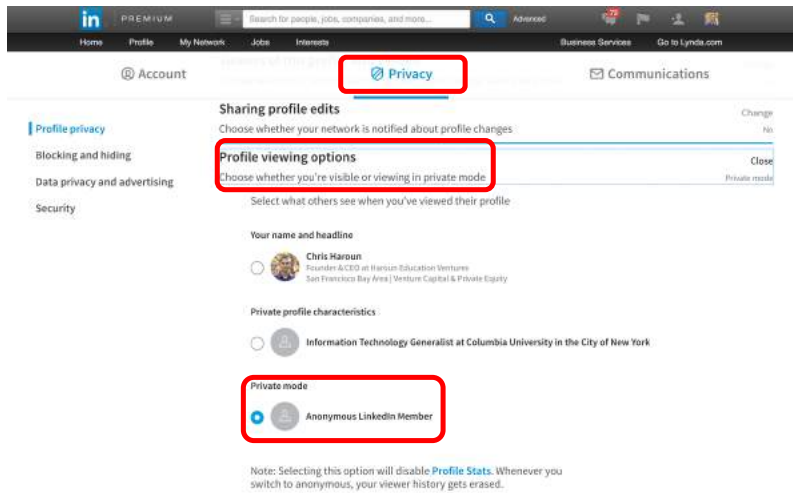 in PREMIUM Search for people, jobs, companies, and more... Advanced 73
Home Profile My Network Jobs Interests Business Services Go to Lynda.com
Account Privacy Communications
Sharing profile edits Change
Choose whether your network is notified about profile changes No
Profile privacy
Blocking and hiding
Data privacy and advertising
Security
Profile viewing options Close
Choose whether you're visible or viewing in private mode Private mode
Select what others see when you've viewed their profile
Your name and headline
Chris Haroun
Founder & CEO at Haroun Education Ventures
San Francisco Bay Area | Venture Capital & Private Equity
Private profile characteristics
Information Technology Generalist at Columbia University in the City of New York
Private mode
Anonymous LinkedIn Member
Note: Selecting this option will disable Profile Stats. Whenever you
switch to anonymous, your viewer history gets erased.